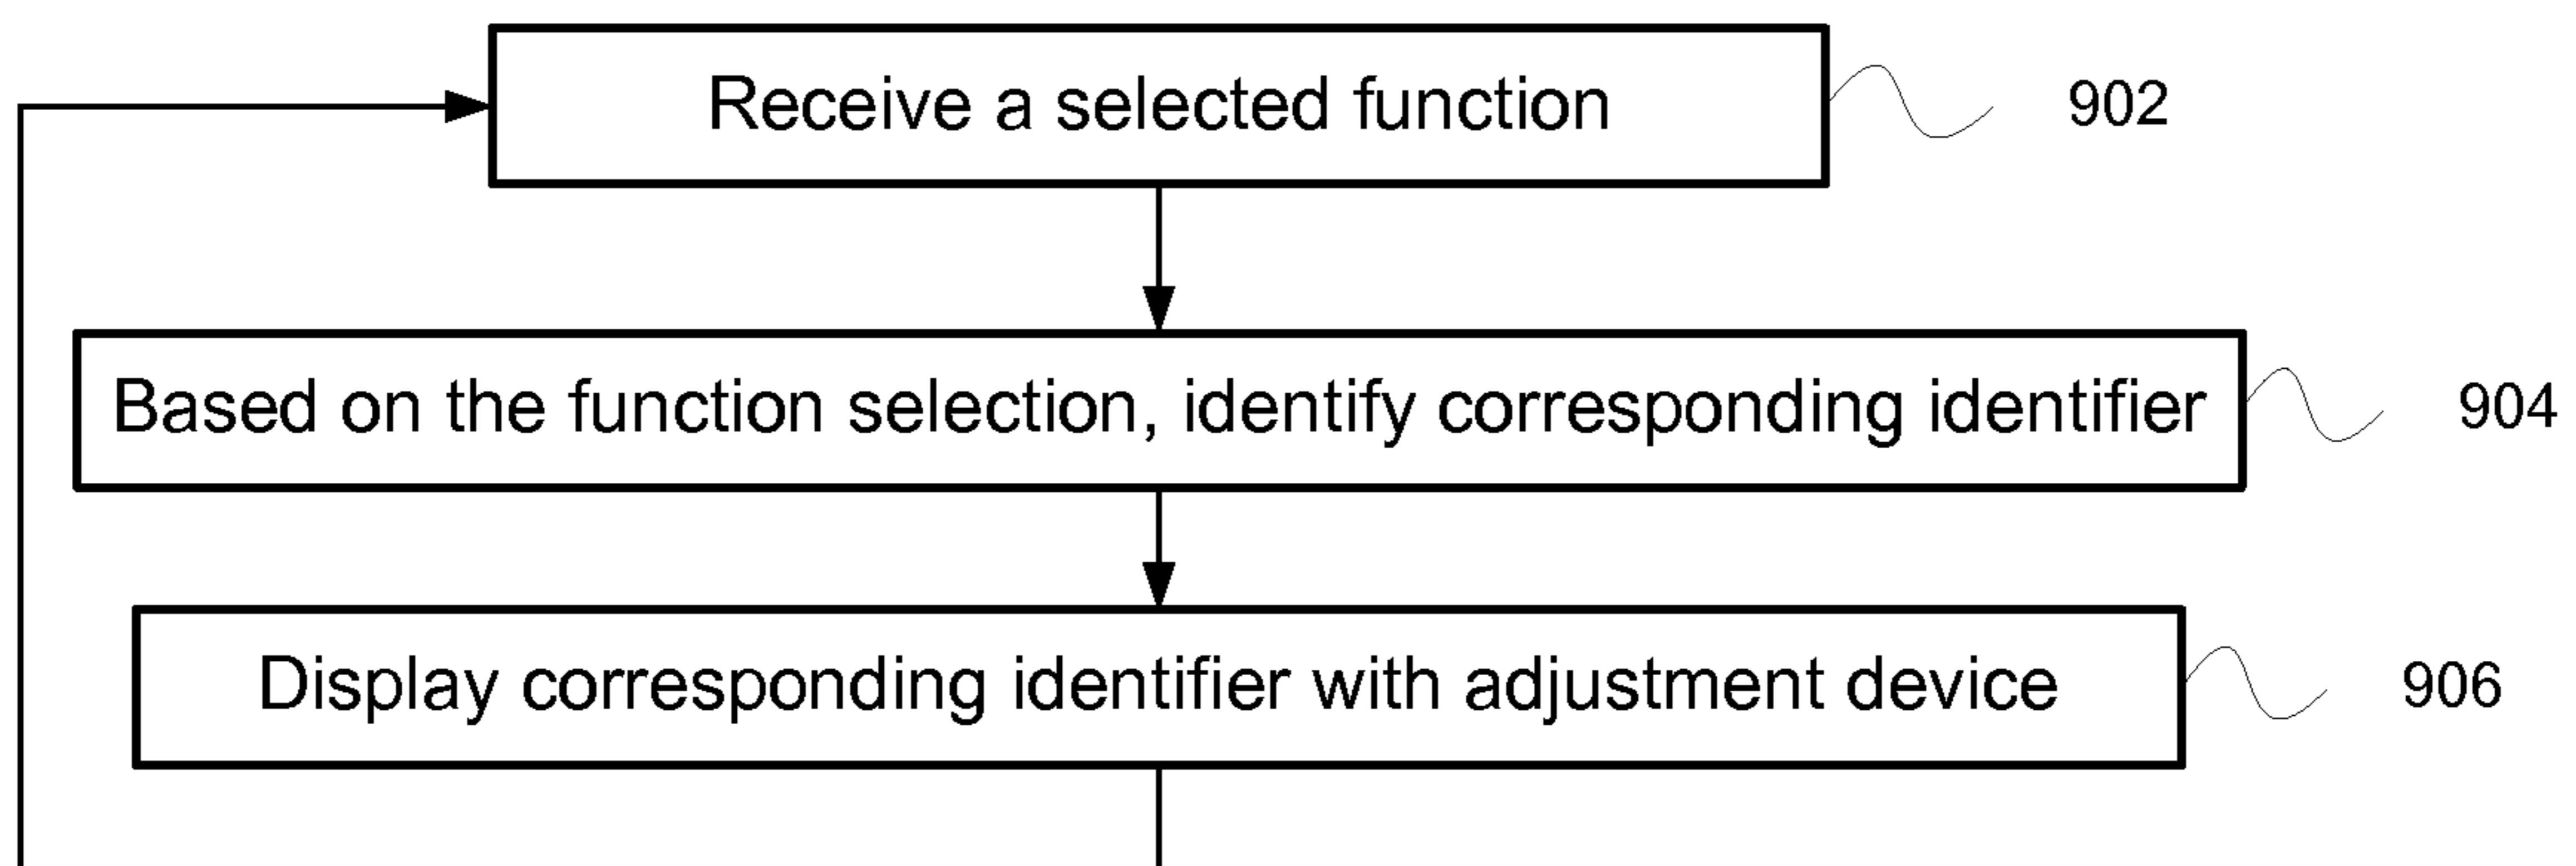 Receive a selected function
902
Based on the function selection, identify corresponding identifier
904
Display corresponding identifier with adjustment device
906